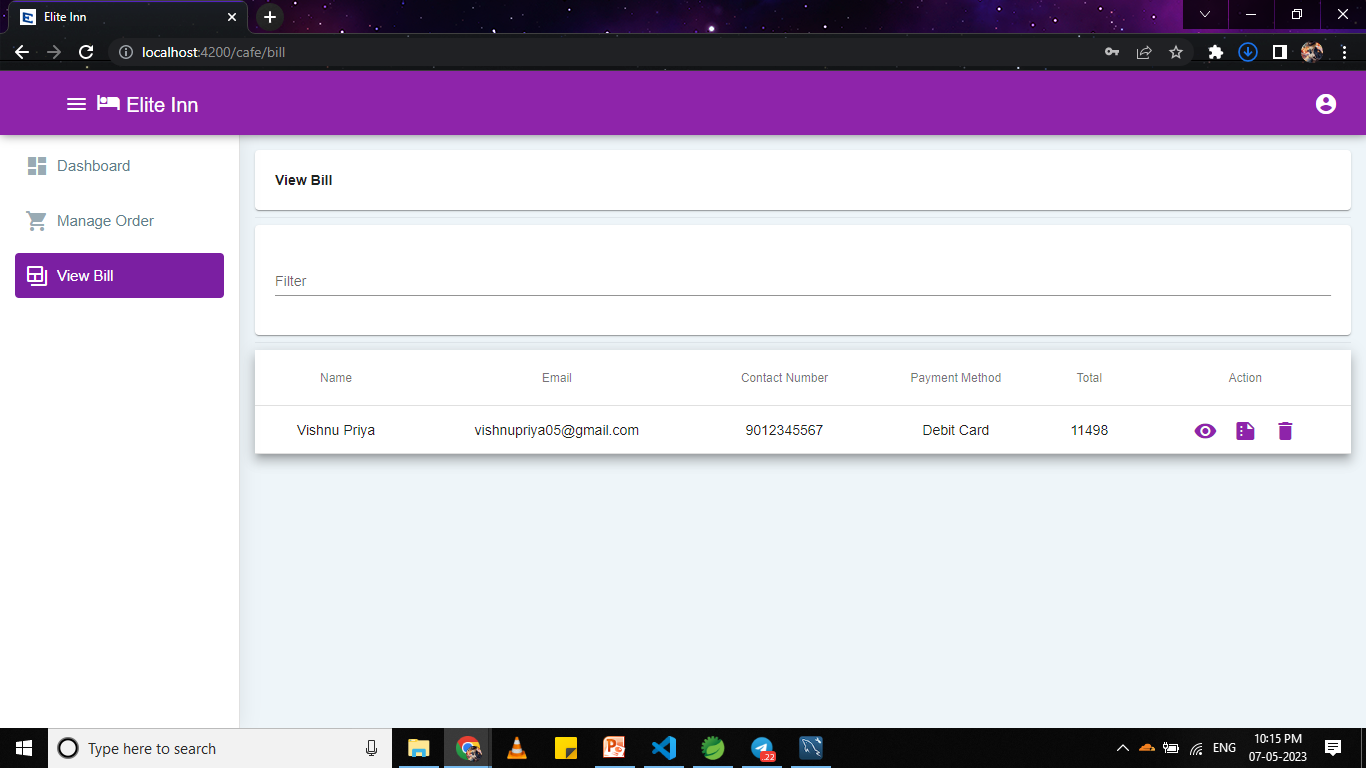 Elite Inn
localhost:4200/cafe/bill
Elite Inn
Dashboard
Manage Order
View Bill
View Bill
Filter
Name Email Contact Number Payment Method Total Action
Vishnu Priya vishnupriya05@gmail.com 9012345567 Debit Card 11498
Type here to search
22
ENG
10:15 PM
07-05-2023